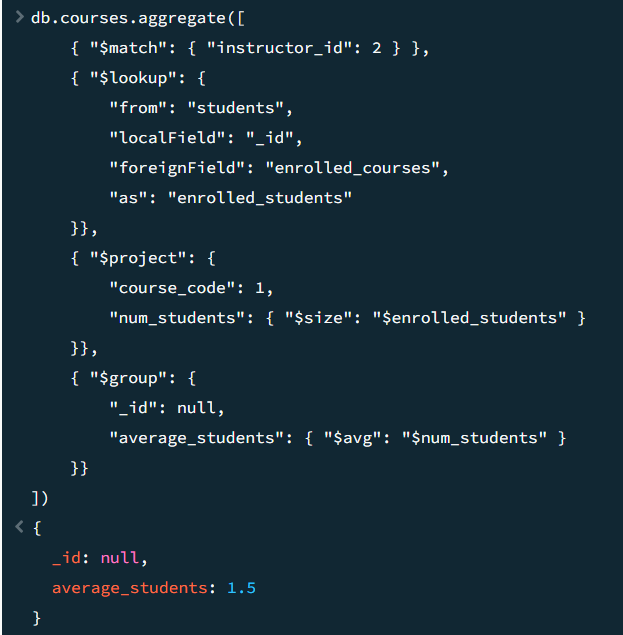 > db.courses.aggregate([
{ "$match": { "instructor_id": 2 } },
{ "$lookup": {
"from": "students",
"localField": "_id",
"foreignField": "enrolled_courses",
"as": "enrolled_students"
}},
{ "$project": {
"course_code": 1,
"num_students": { "$size": "$enrolled_students" }
}},
{ "$group": {
"_id": null,
"average_students": { "$avg": "$num_students" }
}}
])
< {
_id: null,
average_students: 1.5
}